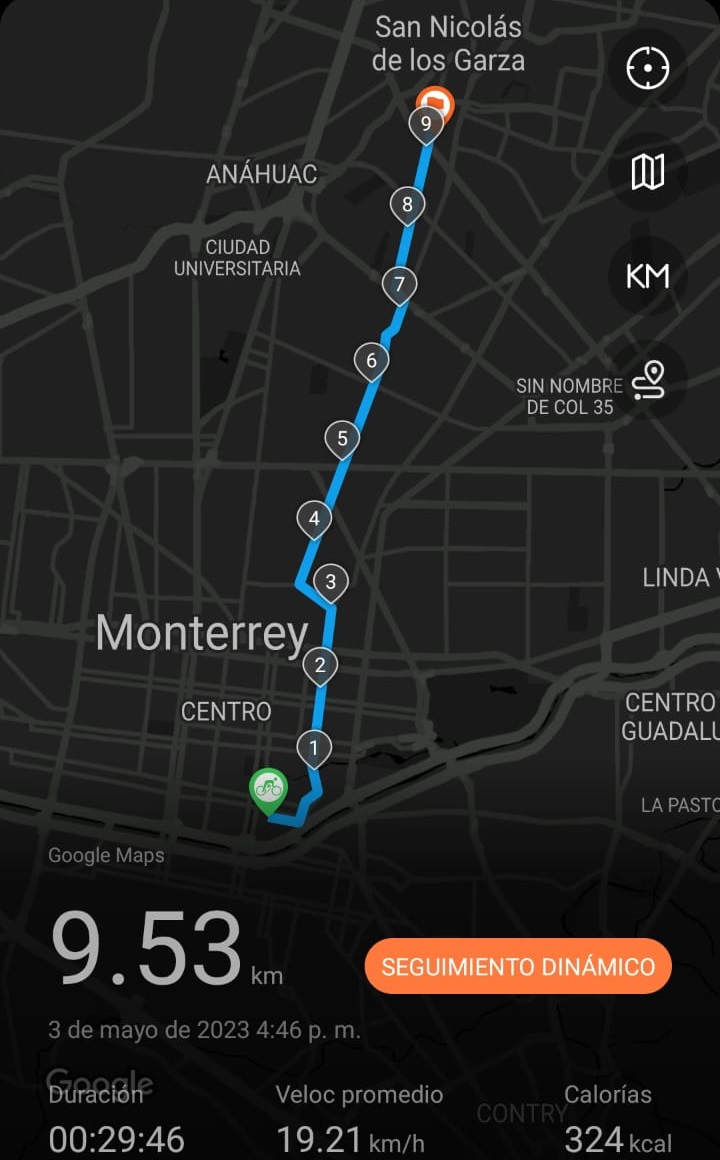 San Nicolás
de los Garza
9
ANÁHUAC
8
CIUDAD
UNIVERSITARIA
7
KM
6
SIN NOMBRE
DE COL 35
5
4
3
LINDA V
Monterrey
2
CENTRO
CENTRO
GUADALU
1
LA PASTO
Google Maps
9.53 km
SEGUIMIENTO DINÁMICO
3 de mayo de 2023 4:46 p. m.
Google
Duración
Veloc promedio
Calorías
CONTRY
00:29:46
19.21 km/h
324 kcal